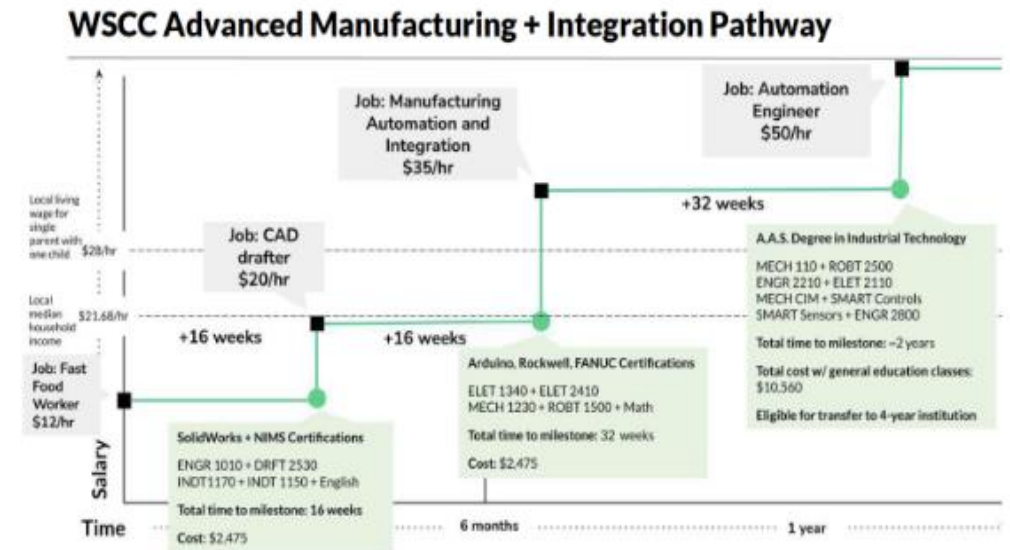 WSCC Advanced Manufacturing + Integration Pathway
Job: Manufacturing
Automation and
Integration
$35/hr
Job: Automation
Engineer
$50/hr
Local living
wage for
single
parent with
one child
$28/hr
Job: CAD
drafter
$20/hr
+32 weeks
Local
median
household
income
$21.68/hr
+16 weeks
+16 weeks
Job: Fast
Food
Worker
$12/hr
Salary
SolidWorks + NIMS Certifications
ENGR 1010 + DRFT 2530
INDT1170 + INDT 1150 + English
Total time to milestone: 16 weeks
Cost: $2,475
Arduino, Rockwell, FANUC Certifications
ELET 1340 + ELET 2410
MECH 1230 + ROBT 1500 + Math
Total time to milestone: 32 weeks
Cost: $2,475
A.A.S. Degree in Industrial Technology
MECH 110 + ROBT 2500
ENGR 2210 + ELET 2110
MECH CIM + SMART Controls
SMART Sensors + ENGR 2800
Total time to milestone: ~2 years
Total cost w/ general education classes:
$10,560
Eligible for transfer to 4-year institution
Time
6 months
1 year